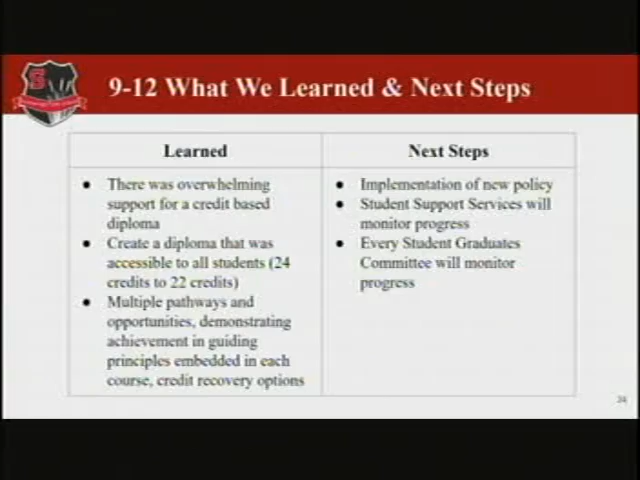 9-12 What We Learned & Next Steps
Learned
There was overwhelming
support for a credit based
diploma
Create a diploma that was
accessible to all students (24
credits to 22 credits)
Multiple pathways and
opportunities, demonstrating
achievement in guiding
principles embedded in each
course, credit recovery options
Next Steps
Implementation of new policy
Student Support Services will
monitor progress
Every Student Graduates
Committee will monitor
progress
S